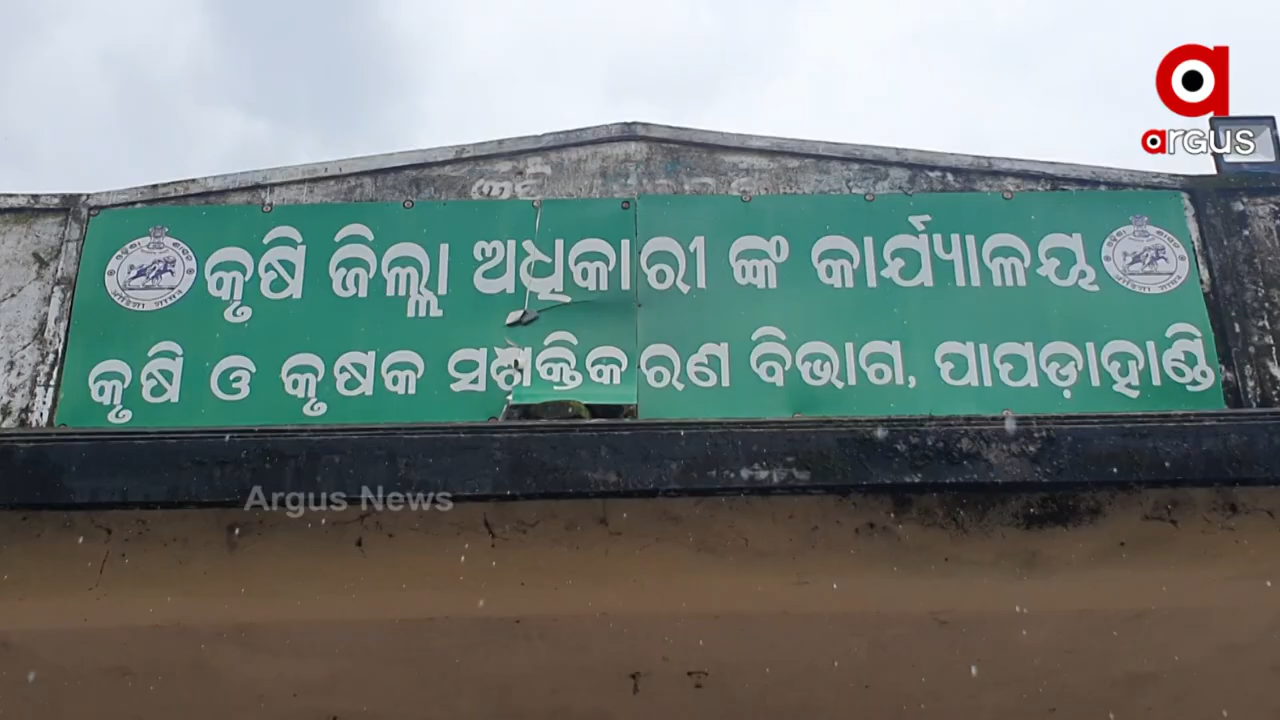 argus
କୃଷି ଜିଲ୍ଲା ଅଧିକାରୀ ଙ୍କ କାର୍ଯ୍ୟାଳୟ
କୃଷି ଓ କୃଷକ ସଶକ୍ତିକରଣ ବିଭାଗ, ପାପଡ଼ାହାଣ୍ଡି
Argus News